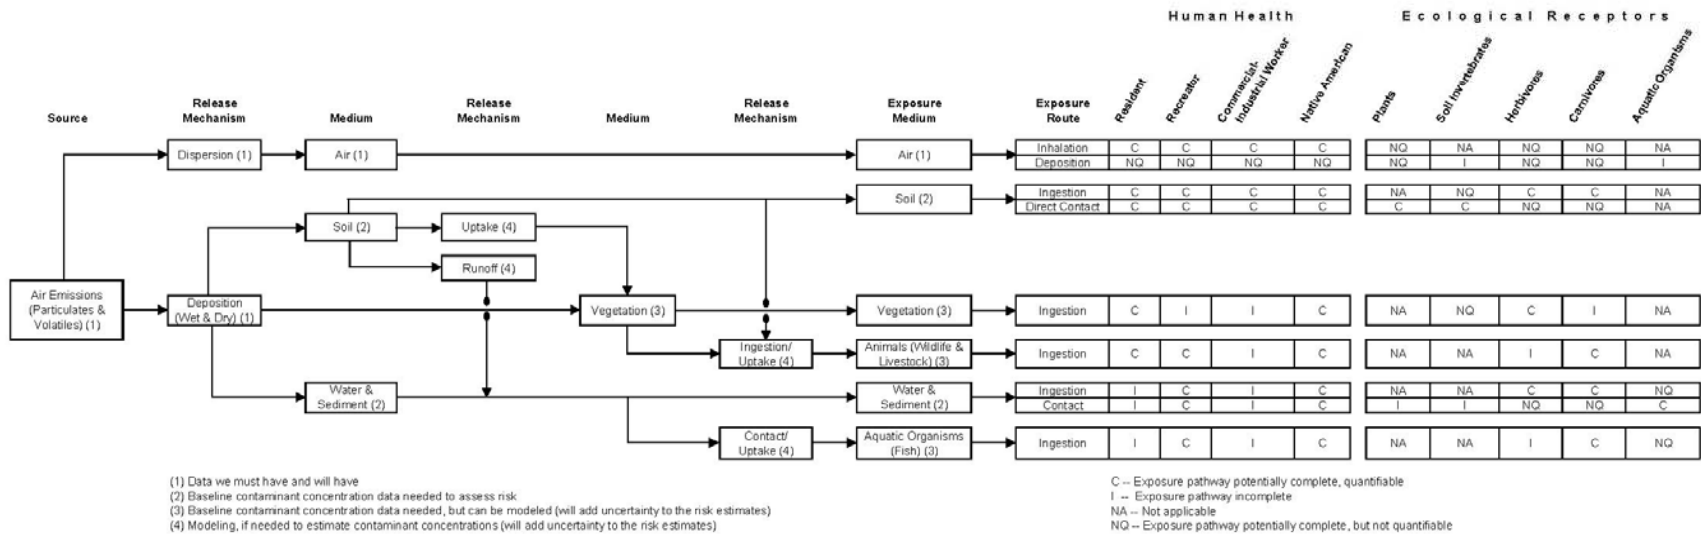 Human Health
Ecological Receptors
Source
Release
Mechanism
Medium
Release
Mechanism
Medium
Release
Mechanism
Exposure
Medium
Exposure
Route
Resident
Recreator
Commercial-
Industrial Worker
Native American
Plants
Soil Invertebrates
Herbivores
Carnivores
Aquatic Organisms
Dispersion (1)
Air (1)
Air (1)
Inhalation C C C C NQ NA NQ NQ NA
Deposition NQ NQ NQ NQ NQ I NQ NQ I
Soil (2)
Ingestion C C C C NA NQ C C NA
Direct Contact C C C C C C NQ NQ NA
Soil (2)
Uptake (4)
Runoff (4)
Air Emissions
(Particulates &
Volatiles) (1)
Deposition
(Wet & Dry) (1)
Vegetation (3)
Vegetation (3)
Ingestion C I I C NA NQ C I NA
Ingestion/
Uptake (4)
Animals (Wildlife &
Livestock) (3)
Ingestion C C I C NA NA I C NA
Water &
Sediment (2)
Water &
Sediment (2)
Ingestion I C I C NA NA C C NQ
Contact I C I C I I NQ NQ C
Contact/
Uptake (4)
Aquatic Organisms
(Fish) (3)
Ingestion I C I C NA NA I C NQ
(1) Data we must have and will have
(2) Baseline contaminant concentration data needed to assess risk
(3) Baseline contaminant concentration data needed, but can be modeled (will add uncertainty to the risk estimates)
(4) Modeling, if needed to estimate contaminant concentrations (will add uncertainty to the risk estimates)
C -- Exposure pathway potentially complete, quantifiable
I -- Exposure pathway incomplete
NA -- Not applicable
NQ -- Exposure pathway potentially complete, but not quantifiable